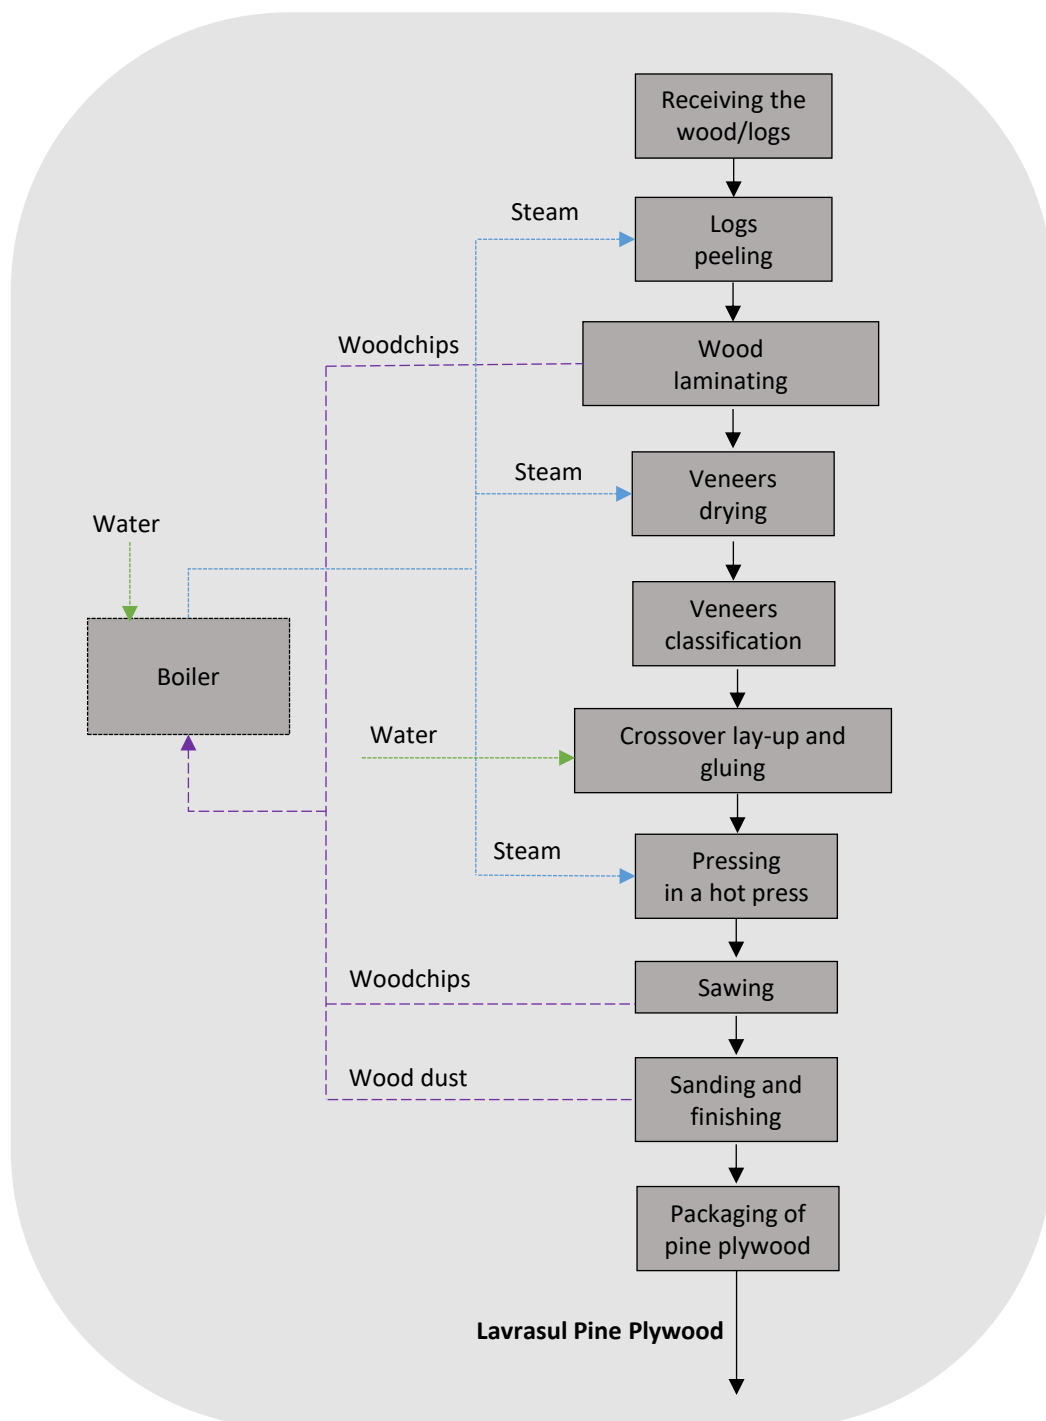 Receiving the
wood/logs
Steam
Logs
peeling
Woodchips
Wood
laminating
Steam
Veneers
drying
Water
Veneers
classification
Boiler
Water
Crossover lay-up and
gluing
Steam
Pressing
in a hot press
Woodchips
Sawing
Wood dust
Sanding and
finishing
Packaging of
pine plywood
Lavrasul Pine Plywood